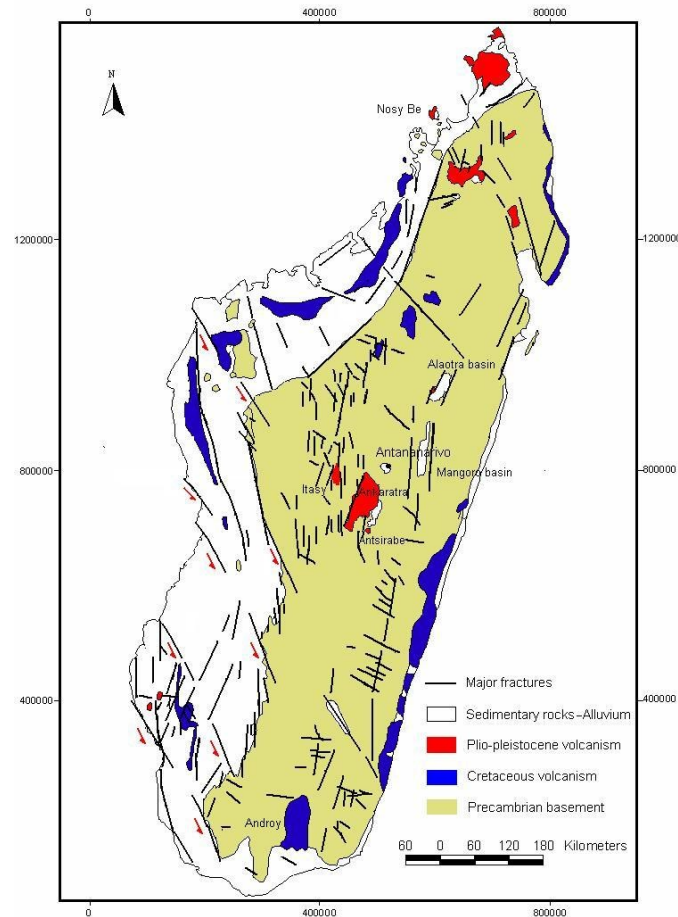 0 400000 800000
N
Nosy Be
1200000 1200000
Alaotra basin
Antananarivo
800000 800000
Mangoro basin
Itasy
Ankaratra
Antsirabe
Major fractures
Sedimentary rocks-Alluvium
400000 400000
Plio-pleistocene volcanism
Cretaceous volcanism
Precambrian basement
Androy
60 0 60 120 180 Kilometers
0 400000 800000